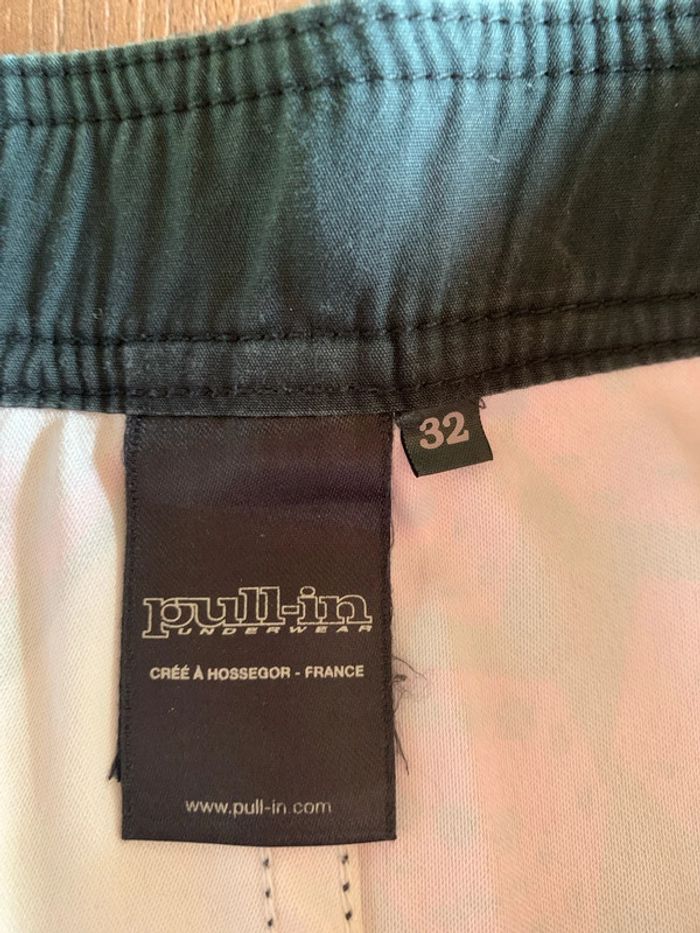 32
pull-in
UNDERWEAR
CRÉÉ À HOSSEGOR - FRANCE
www.pull-in.com